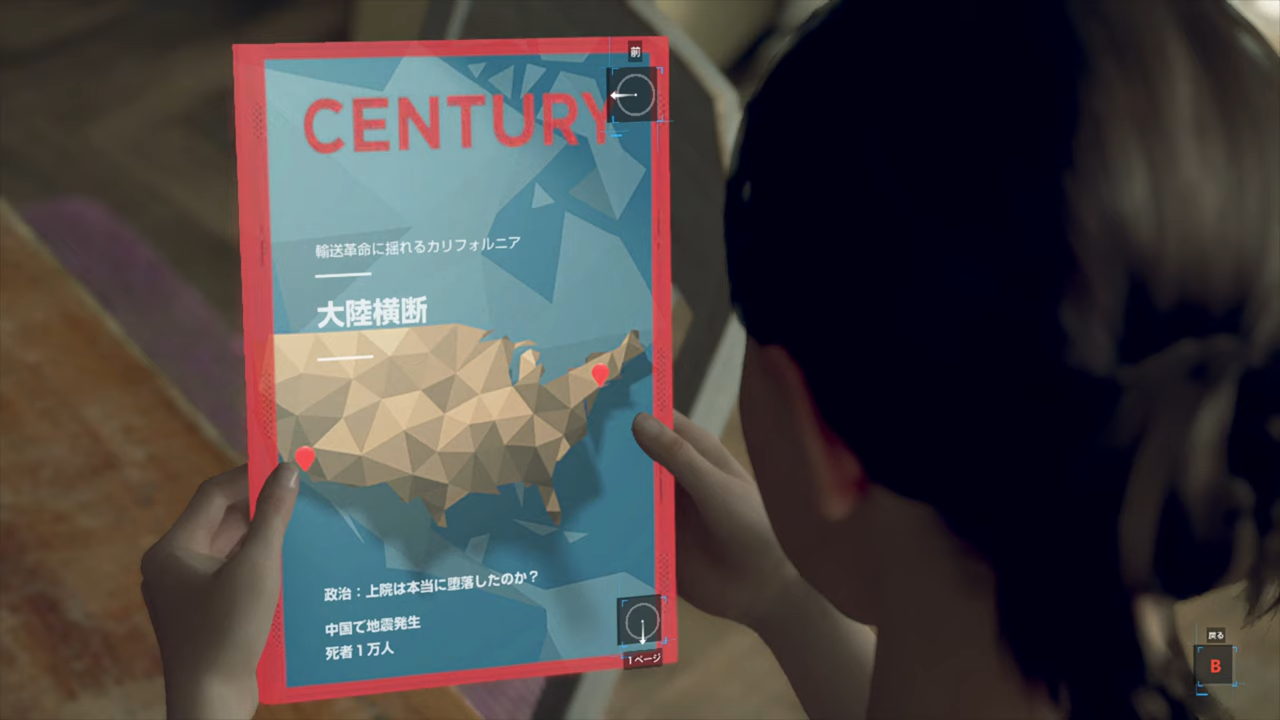 前
CENTURY
輸送革命に揺れるカリフォルニア
大陸横断
政治：上院は本当に堕落したのか？
中国で地震発生
死者１万人
1ページ
戻る
B